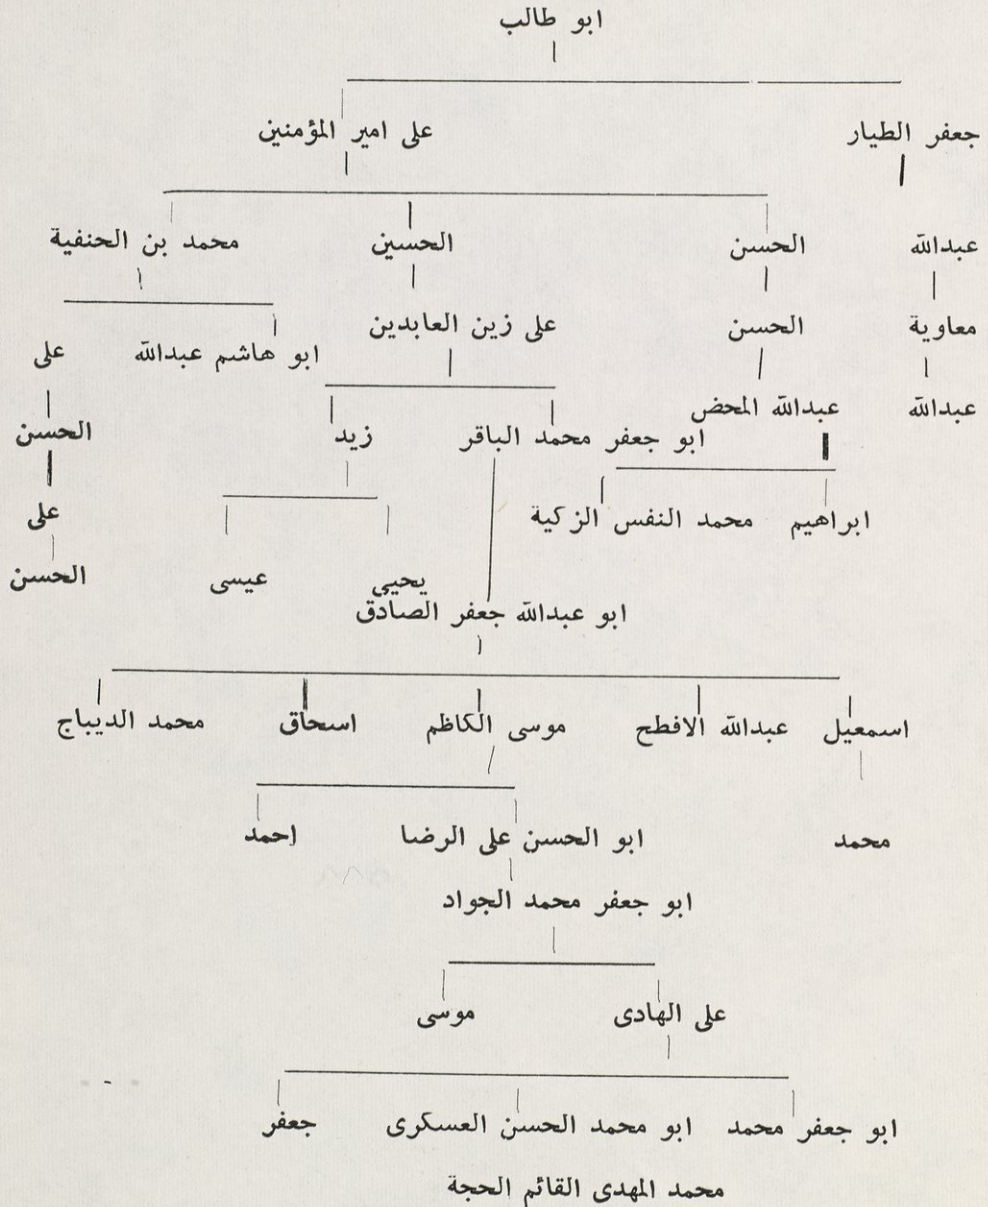 ابو طالب
جعفر الطيار على امير المؤمنين
عبدالله الحسن الحسين محمد بن الحنفية
معاوية الحسن على زين العابدين ابو هاشم عبدالله على
عبدالله عبدالله المحض ابو جعفر محمد الباقر زيد الحسن
ابراهيم محمد النفس الزكية على
يحيى عيسى الحسن
ابو عبدالله جعفر الصادق
اسمعيل عبدالله الافطح موسى الكاظم اسحاق محمد الديباج
محمد ابو الحسن على الرضا احمد
ابو جعفر محمد الجواد
على الهادى موسى
ابو جعفر محمد ابو محمد الحسن العسكرى جعفر
محمد المهدى القائم الحجة